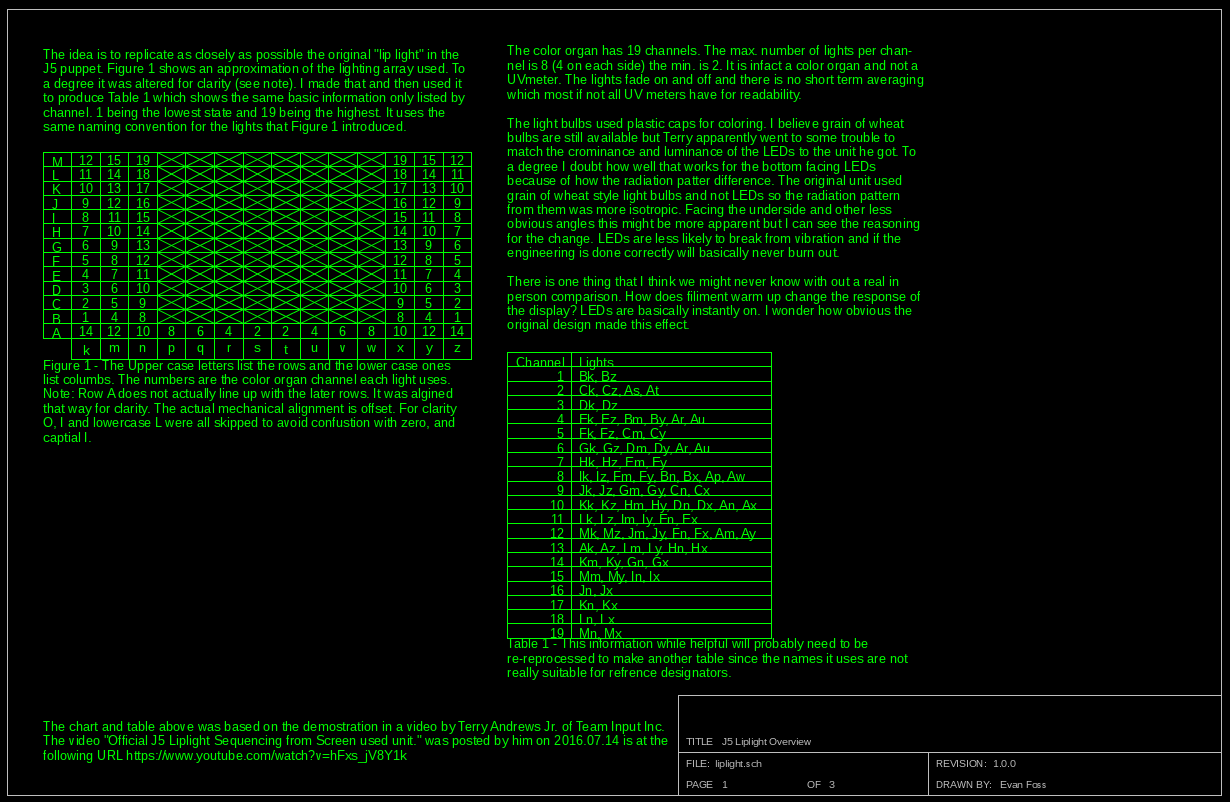 The idea is to replicate as closely as possible the original "lip light" in the
J5 puppet. Figure 1 shows an approximation of the lighting array used. To
a degree it was altered for clarity (see note). I made that and then used it
to produce Table 1 which shows the same basic information only listed by
channel. 1 being the lowest state and 19 being the highest. It uses the
same naming convention for the lights that Figure 1 introduced.
M 12 15 19 19 15 12
L 11 14 18 18 14 11
K 10 13 17 17 13 10
J 9 12 16 16 12 9
I 8 11 15 15 11 8
H 7 10 14 14 10 7
G 6 9 13 13 9 6
F 5 8 12 12 8 5
E 4 7 11 11 7 4
D 3 6 10 10 6 3
C 2 5 9 9 5 2
B 1 4 8 8 4 1
A 14 12 10 8 6 4 2 2 4 6 8 10 12 14
k m n p q r s t u v w x y z
Figure 1 - The Upper case letters list the rows and the lower case ones
list columbs. The numbers are the color organ channel each light uses.
Note: Row A does not actually line up with the later rows. It was algined
that way for clarity. The actual mechanical alignment is offset. For clarity
O, I and lowercase L were all skipped to avoid confustion with zero, and
captial I.
The color organ has 19 channels. The max. number of lights per chan-
nel is 8 (4 on each side) the min. is 2. It is infact a color organ and not a
UVmeter. The lights fade on and off and there is no short term averaging
which most if not all UV meters have for readability.
The light bulbs used plastic caps for coloring. I believe grain of wheat
bulbs are still available but Terry apparently went to some trouble to
match the crominance and luminance of the LEDs to the unit he got. To
a degree I doubt how well that works for the bottom facing LEDs
because of how the radiation patter difference. The original unit used
grain of wheat style light bulbs and not LEDs so the radiation pattern
from them was more isotropic. Facing the underside and other less
obvious angles this might be more apparent but I can see the reasoning
for the change. LEDs are less likely to break from vibration and if the
engineering is done correctly will basically never burn out.
There is one thing that I think we might never know with out a real in
person comparison. How does filiment warm up change the response of
the display? LEDs are basically instantly on. I wonder how obvious the
original design made this effect.
Channel Lights
1 Bk, Bz
2 Ck, Cz, As, At
3 Dk, Dz
4 Ek, Ez, Bm, By, Ar, Au
5 Fk, Fz, Cm, Cy
6 Gk, Gz, Dm, Dy, Ar, Au
7 Hk, Hz, Em, Ey
8 Ik, Iz, Fm, Fy, Bn, Bx, Ap, Aw
9 Jk, Jz, Gm, Gy, Cn, Cx
10 Kk, Kz, Hm, Hy, Dn, Dx, An, Ax
11 Lk, Lz, Im, Iy, En, Ex
12 Mk, Mz, Jm, Jy, Fn, Fx, Am, Ay
13 Ak, Az, Lm, Ly, Hn, Hx
14 Km, Ky, Gn, Gx
15 Mm, My, In, Ix
16 Jn, Jx
17 Kn, Kx
18 Ln, Lx
19 Mn, Mx
Table 1 - This information while helpful will probably need to be
re-reprocessed to make another table since the names it uses are not
really suitable for refrence designators.
The chart and table above was based on the demostration in a video by Terry Andrews Jr. of Team Input Inc.
The video "Official J5 Liplight Sequencing from Screen used unit." was posted by him on 2016.07.14 is at the
following URL https://www.youtube.com/watch?v=hFxs_jV8Y1k
TITLE J5 Liplight Overview
FILE: liplight.sch REVISION: 1.0.0
PAGE 1 OF 3 DRAWN BY: Evan Foss